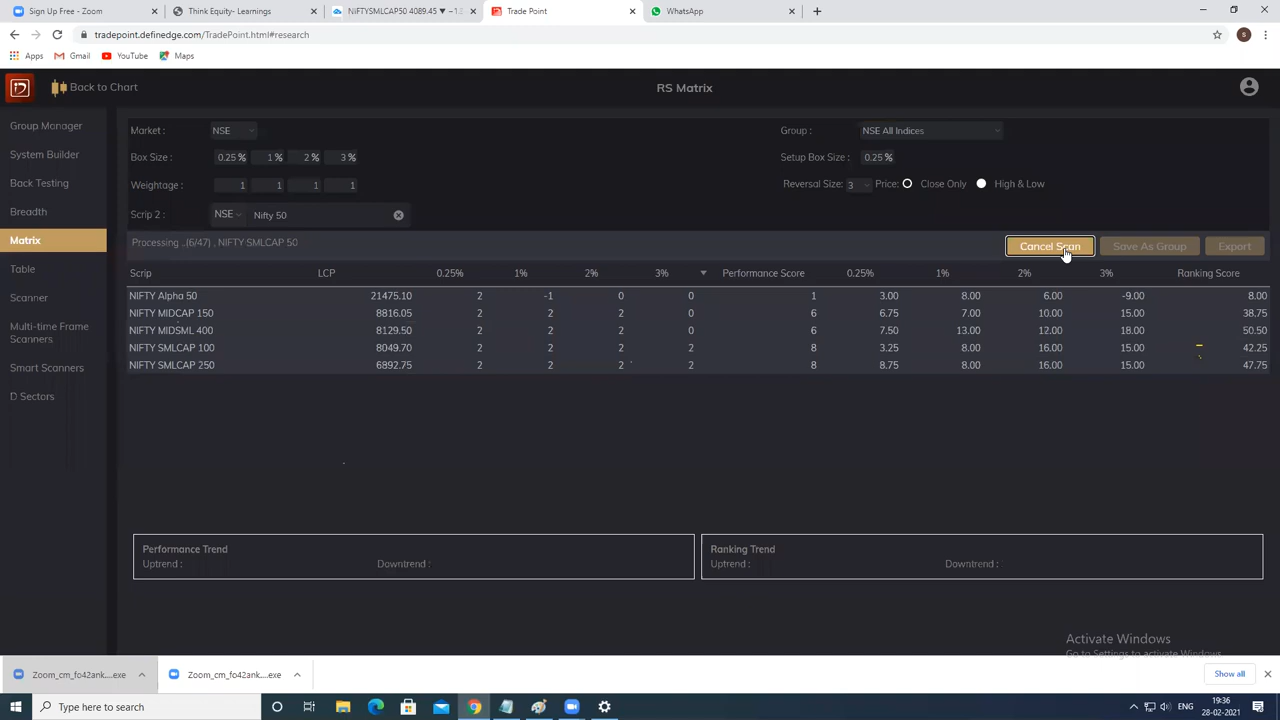 Sign Up Free - Zoom
Think Equity- Learnings
NIFTYSMLCAP50 4089.45 ▼ −1.
Trade Point
WhatsApp
tradepoint.definedge.com/TradePoint.html#research
Apps Gmail YouTube Maps
Back to Chart
RS Matrix
Group Manager
System Builder
Back Testing
Breadth
Matrix
Table
Scanner
Multi-time Frame
Scanners
Smart Scanners
D Sectors
Market : NSE Group : NSE All Indices
Box Size : 0.25 % 1 % 2 % 3 % Setup Box Size : 0.25 %
Weightage : 1 1 1 1 Reversal Size: 3 Price: Close Only High & Low
Scrip 2 : NSE Nifty 50
Processing ..(6/47) , NIFTY SMLCAP 50 Cancel Scan Save As Group Export
Scrip LCP 0.25% 1% 2% 3% ▼ Performance Score 0.25% 1% 2% 3% Ranking Score
NIFTY Alpha 50 21475.10 2 -1 0 0 1 3.00 8.00 6.00 -9.00 8.00
NIFTY MIDCAP 150 8816.05 2 2 2 0 6 6.75 7.00 10.00 15.00 38.75
NIFTY MIDSML 400 8129.50 2 2 2 0 6 7.50 13.00 12.00 18.00 50.50
NIFTY SMLCAP 100 8049.70 2 2 2 2 8 3.25 8.00 16.00 15.00 42.25
NIFTY SMLCAP 250 6892.75 2 2 2 2 8 8.75 8.00 16.00 15.00 47.75
Performance Trend
Uptrend : Downtrend :
Ranking Trend
Uptrend : Downtrend :
Activate Windows
Go to Settings to activate Windows.
Zoom_cm_fo42ank....exe
Zoom_cm_fo42ank....exe
Show all
Type here to search
ENG
19:36
28-02-2021